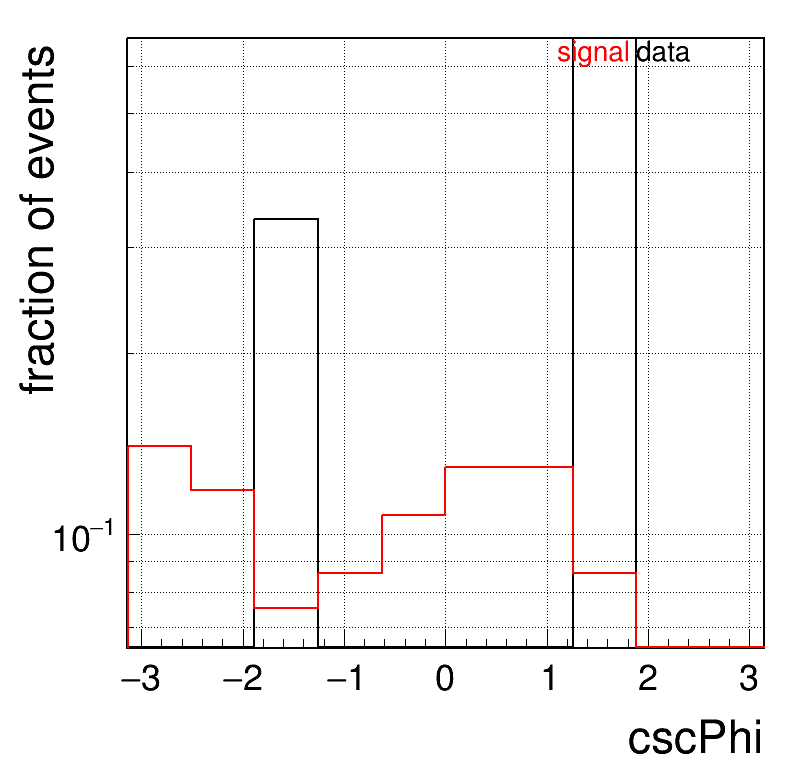 signal data
fraction of events
10−1
−3 −2 −1 0 1 2 3
cscPhi